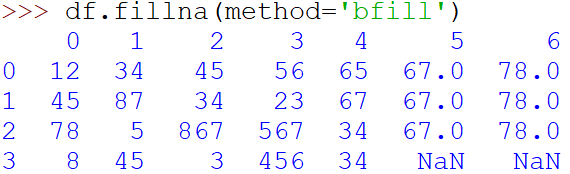 >>> df.fillna(method='bfill')
0 1 2 3 4 5 6
0 12 34 45 56 65 67.0 78.0
1 45 87 34 23 67 67.0 78.0
2 78 5 867 567 34 67.0 78.0
3 8 45 3 456 34 NaN NaN